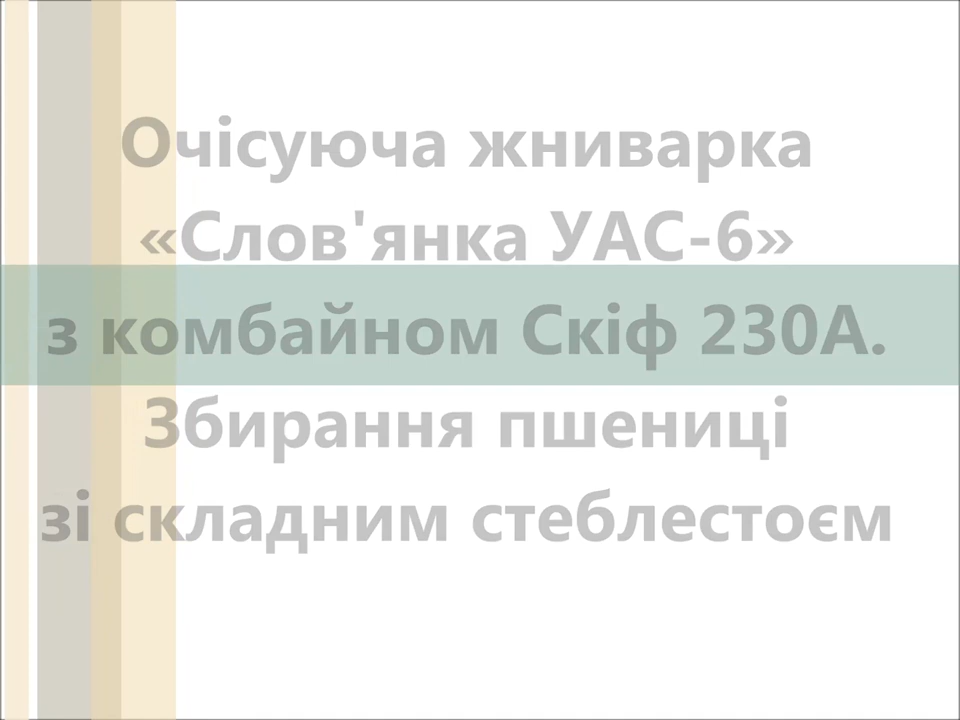 Очісуюча жниварка
«Слов'янка УАС-6»
з комбайном Скіф 230А.
Збирання пшениці
зі складним стеблестоєм